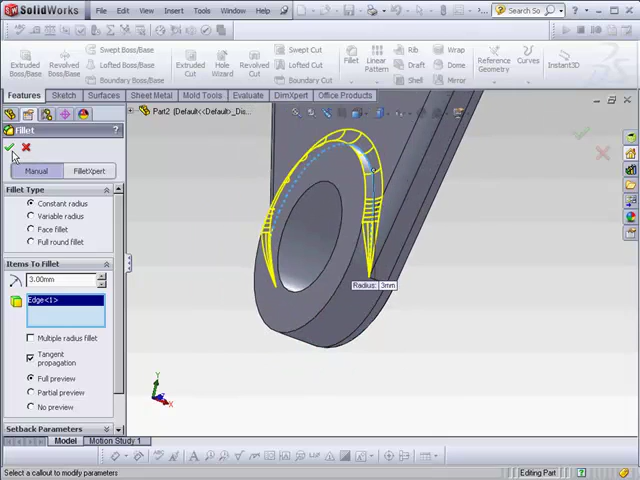 SolidWorks
File Edit View Insert Tools Search So
Extruded Boss/Base
Revolved Boss/Base
Swept Boss/Base
Lofted Boss/Base
Boundary Boss/Base
Extruded Cut
Hole Wizard
Revolved Cut
Swept Cut
Lofted Cut
Boundary Cut
Fillet
Linear Pattern
Rib
Draft
Shell
Wrap
Dome
Mirror
Reference Geometry
Curves
Instant3D
Features Sketch Surfaces Sheet Metal Mold Tools Evaluate DimXpert Office Products
Part2 (Default<<Default>_Dis...
Fillet ?
Manual FilletXpert
Fillet Type
Constant radius
Variable radius
Face fillet
Full round fillet
Items To Fillet
3.00mm
Edge<1>
Multiple radius fillet
Tangent
propagation
Full preview
Partial preview
No preview
Setback Parameters
Radius: 3mm
Y
X
Model Motion Study 1
Select a callout to modify parameters Editing Part